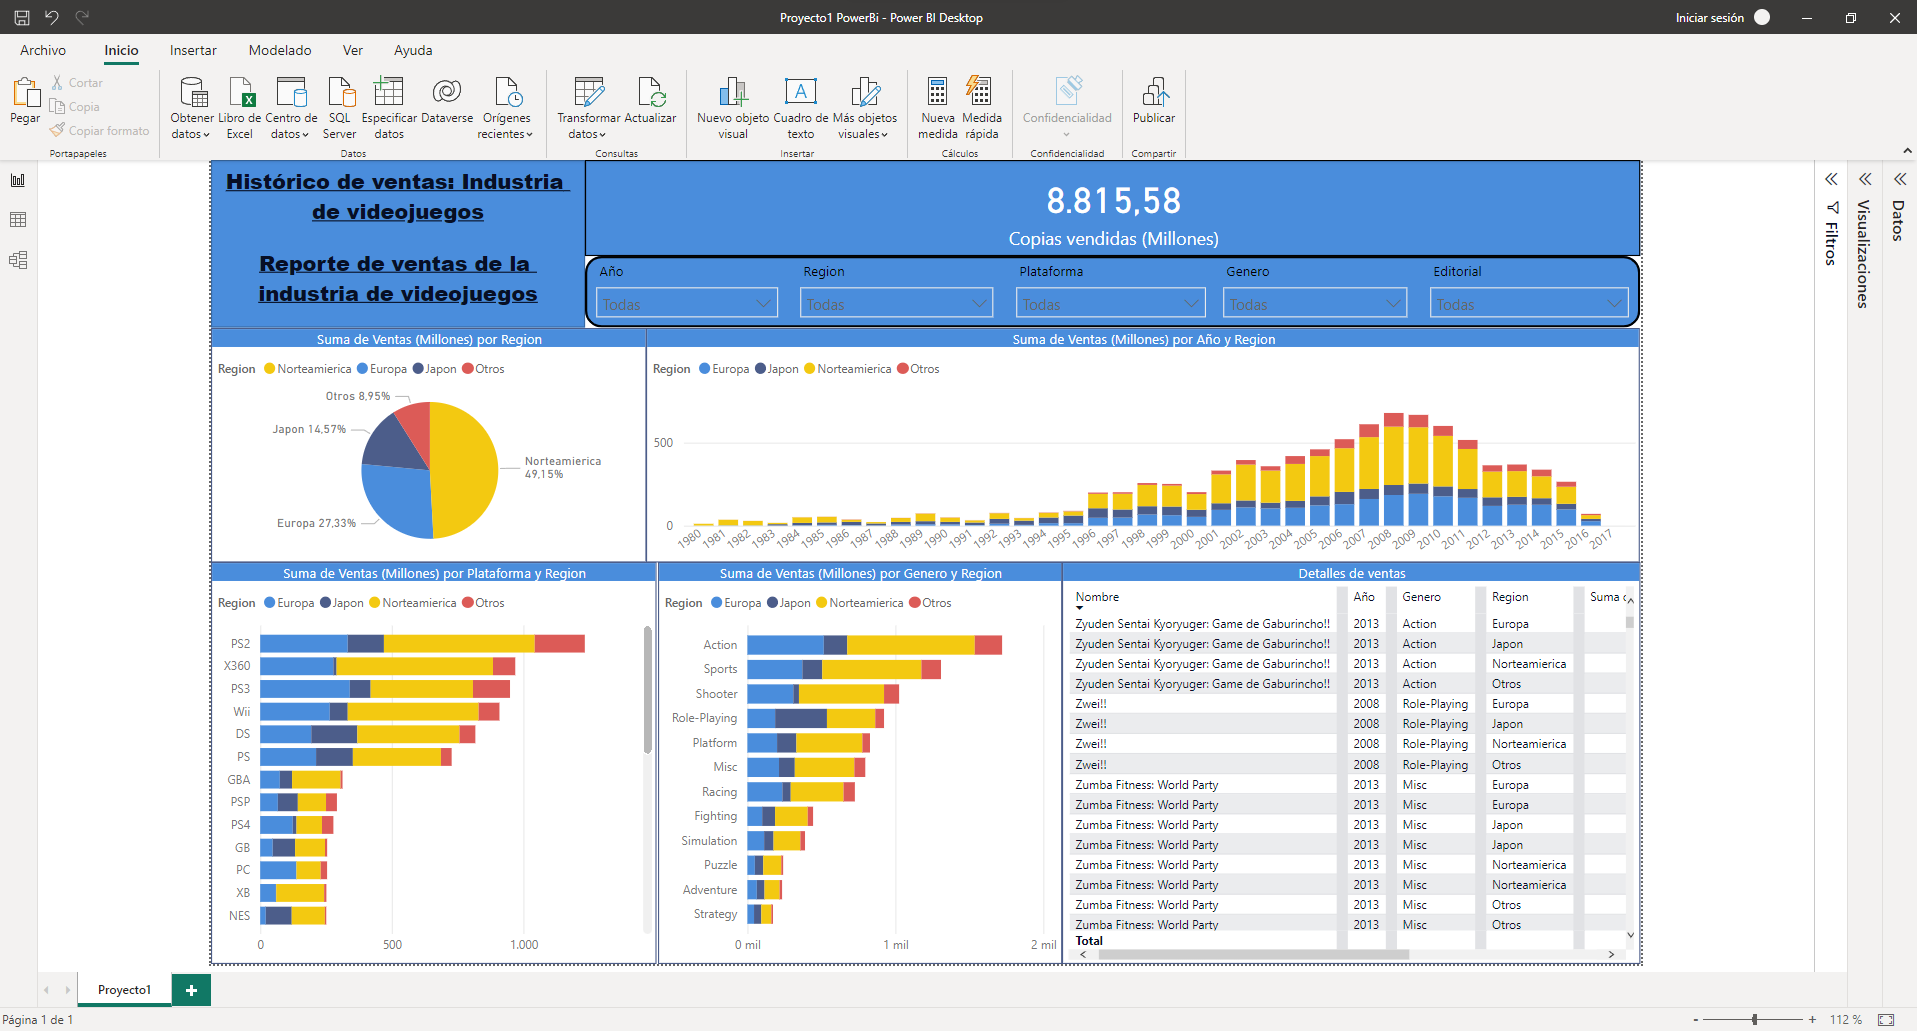 Proyecto1 PowerBi - Power BI Desktop
Iniciar sesión
Archivo
Inicio
Insertar
Modelado
Ver
Ayuda
Pegar
Cortar
Copia
Copiar formato
Portapapeles
Obtener datos
Libro de Excel
Centro de datos
SQL Server
Especificar datos
Dataverse
Orígenes recientes
Datos
Transformar datos
Actualizar
Consultas
Nuevo objeto visual
Cuadro de texto
Más objetos visuales
Insertar
Nueva medida
Medida rápida
Cálculos
Confidencialidad
Confidencialidad
Publicar
Compartir
Histórico de ventas: Industria
de videojuegos
Reporte de ventas de la
industria de videojuegos
8.815,58
Copias vendidas (Millones)
Año
Todas
Region
Todas
Plataforma
Todas
Genero
Todas
Editorial
Todas
Filtros
Visualizaciones
Datos
Suma de Ventas (Millones) por Region
Region Norteamierica Europa Japon Otros
Otros 8,95%
Japon 14,57%
Norteamierica
49,15%
Europa 27,33%
Suma de Ventas (Millones) por Año y Region
Region Europa Japon Norteamierica Otros
500
0
1980 1981 1982 1983 1984 1985 1986 1987 1988 1989 1990 1991 1992 1993 1994 1995 1996 1997 1998 1999 2000 2001 2002 2003 2004 2005 2006 2007 2008 2009 2010 2011 2012 2013 2014 2015 2016 2017
Suma de Ventas (Millones) por Plataforma y Region
Region Europa Japon Norteamierica Otros
PS2
X360
PS3
Wii
DS
PS
GBA
PSP
PS4
GB
PC
XB
NES
0 500 1.000
Suma de Ventas (Millones) por Genero y Region
Region Europa Japon Norteamierica Otros
Action
Sports
Shooter
Role-Playing
Platform
Misc
Racing
Fighting
Simulation
Puzzle
Adventure
Strategy
0 mil 1 mil 2 mil
Detalles de ventas
Nombre Año Genero Region Suma
Zyuden Sentai Kyoryuger: Game de Gaburincho!! 2013 Action Europa
Zyuden Sentai Kyoryuger: Game de Gaburincho!! 2013 Action Japon
Zyuden Sentai Kyoryuger: Game de Gaburincho!! 2013 Action Norteamierica
Zyuden Sentai Kyoryuger: Game de Gaburincho!! 2013 Action Otros
Zwei!! 2008 Role-Playing Europa
Zwei!! 2008 Role-Playing Japon
Zwei!! 2008 Role-Playing Norteamierica
Zwei!! 2008 Role-Playing Otros
Zumba Fitness: World Party 2013 Misc Europa
Zumba Fitness: World Party 2013 Misc Europa
Zumba Fitness: World Party 2013 Misc Japon
Zumba Fitness: World Party 2013 Misc Japon
Zumba Fitness: World Party 2013 Misc Norteamierica
Zumba Fitness: World Party 2013 Misc Norteamierica
Zumba Fitness: World Party 2013 Misc Otros
Zumba Fitness: World Party 2013 Misc Otros
Total
Proyecto1
Página 1 de 1
112 %